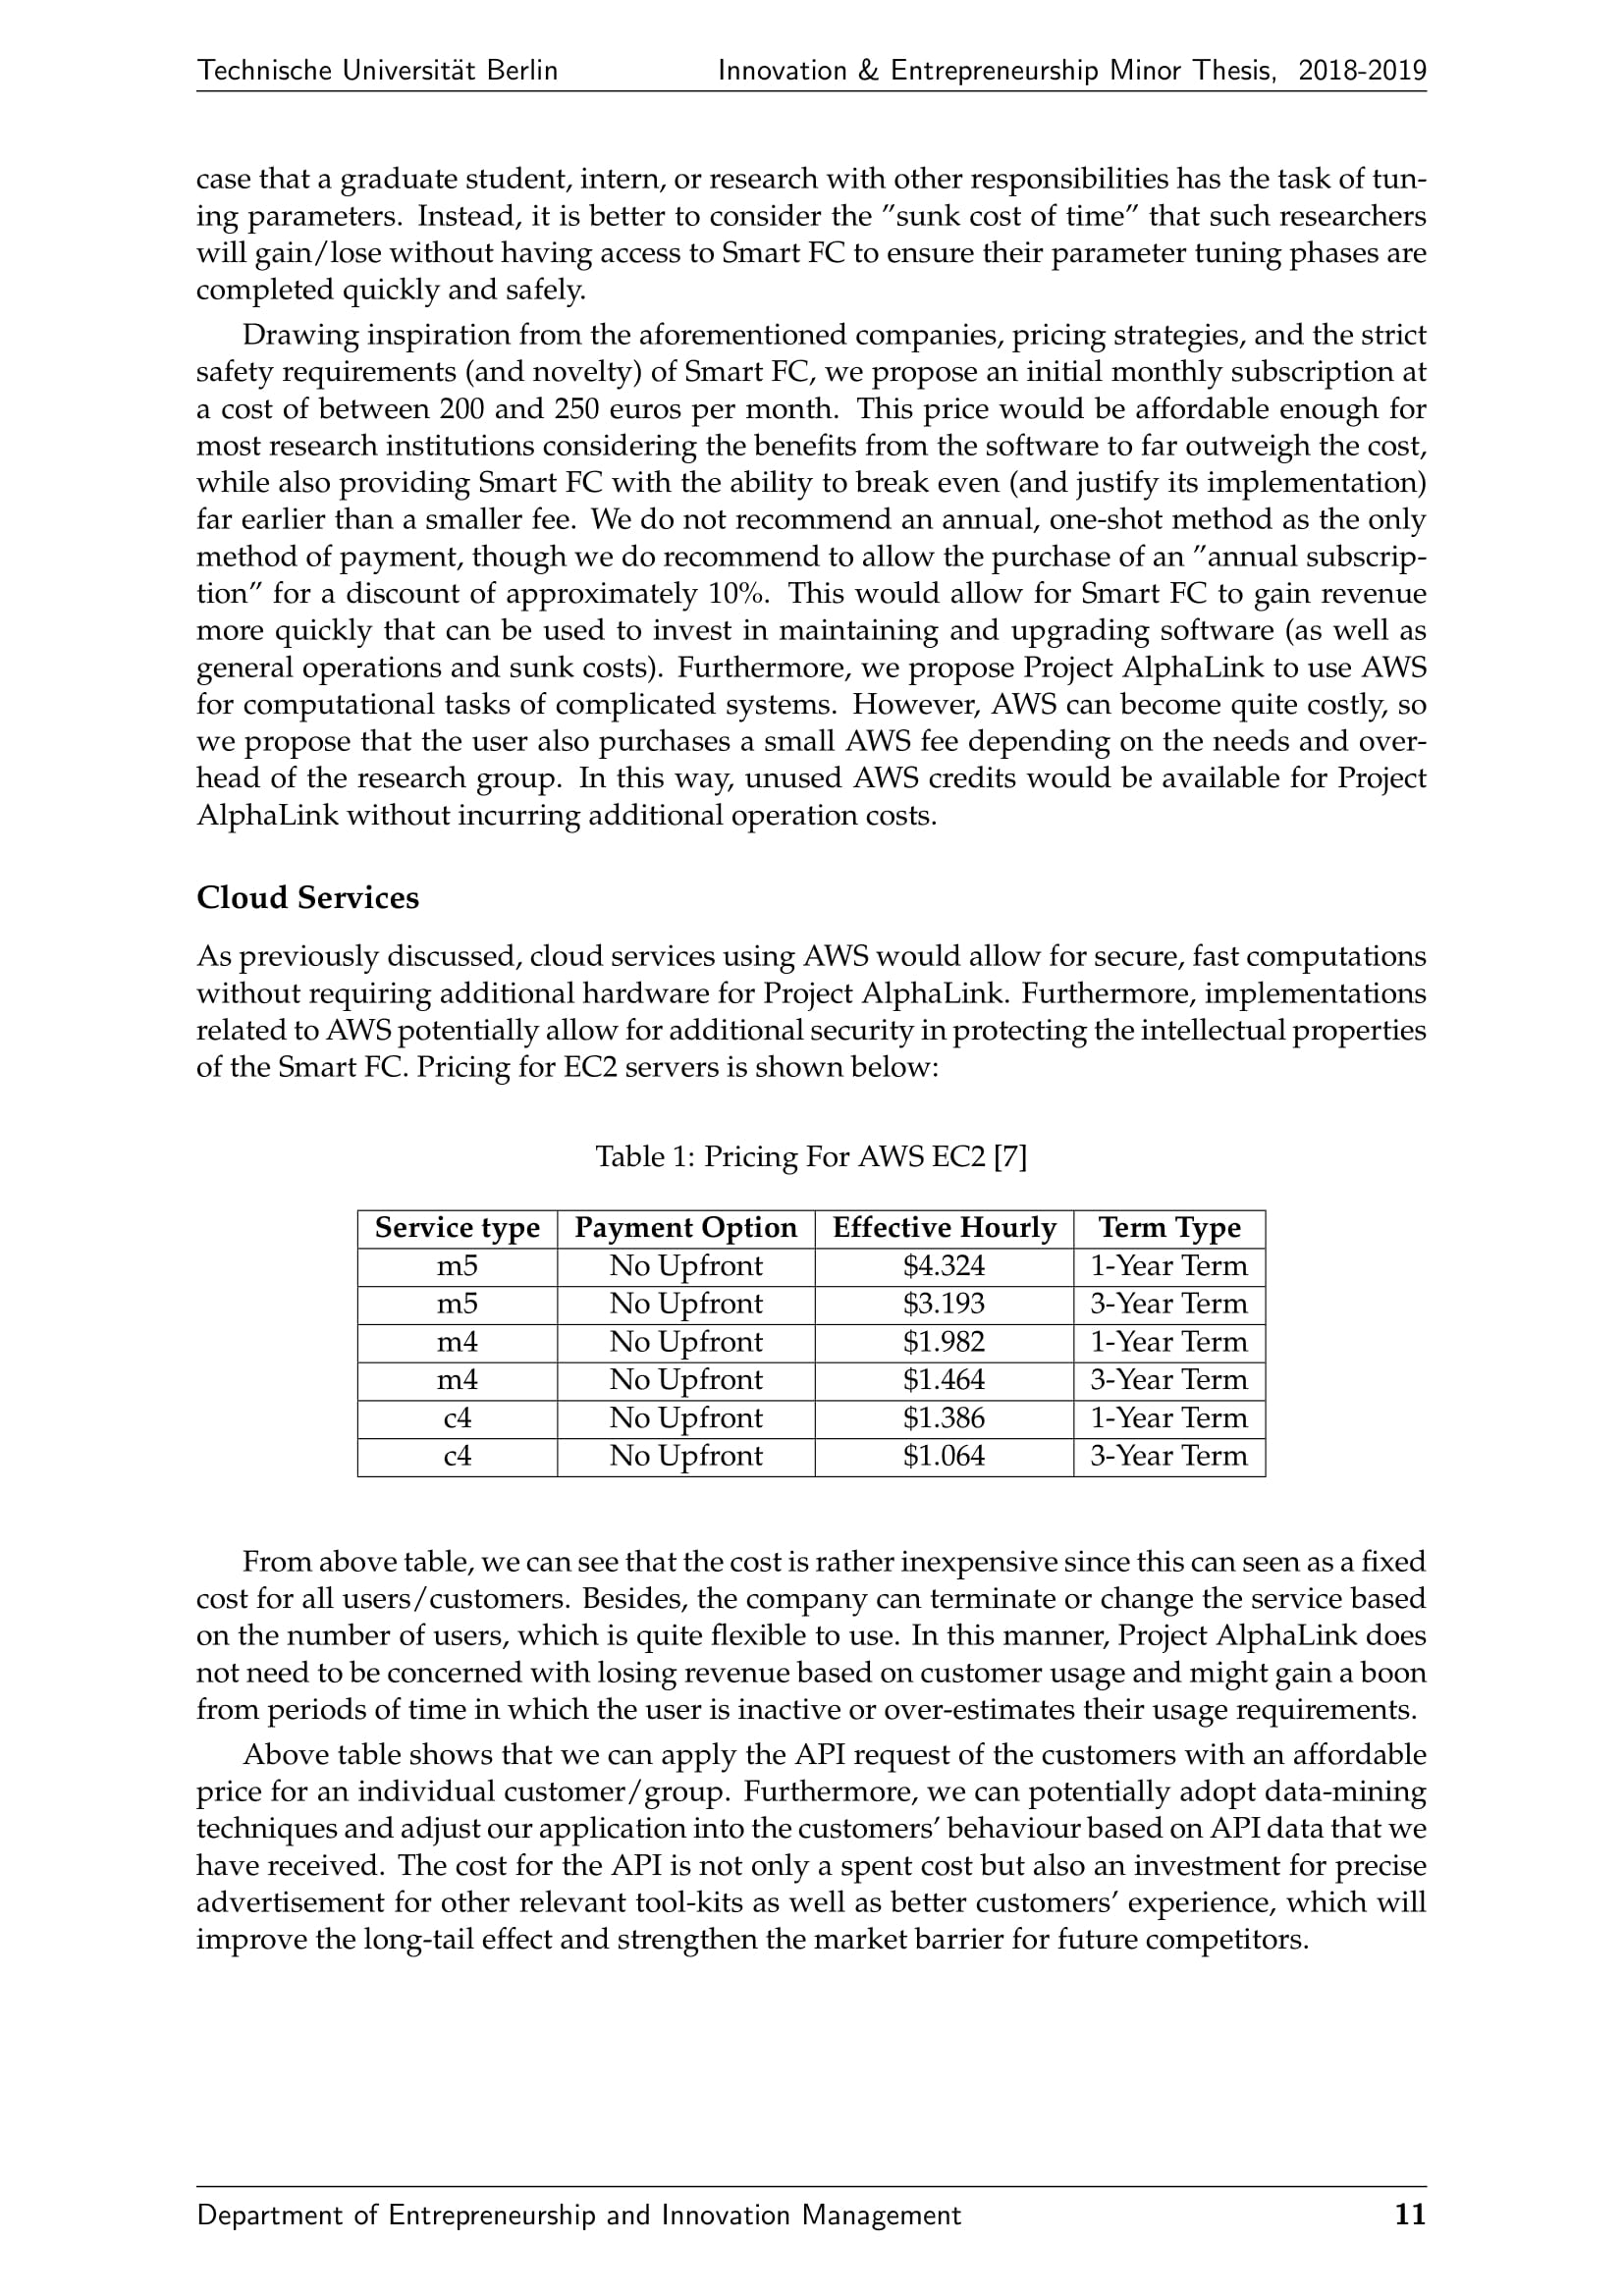 Technische Universität Berlin Innovation & Entrepreneurship Minor Thesis, 2018-2019
case that a graduate student, intern, or research with other responsibilities has the task of tun-
ing parameters. Instead, it is better to consider the ”sunk cost of time” that such researchers
will gain/lose without having access to Smart FC to ensure their parameter tuning phases are
completed quickly and safely.
Drawing inspiration from the aforementioned companies, pricing strategies, and the strict
safety requirements (and novelty) of Smart FC, we propose an initial monthly subscription at
a cost of between 200 and 250 euros per month. This price would be affordable enough for
most research institutions considering the benefits from the software to far outweigh the cost,
while also providing Smart FC with the ability to break even (and justify its implementation)
far earlier than a smaller fee. We do not recommend an annual, one-shot method as the only
method of payment, though we do recommend to allow the purchase of an ”annual subscrip-
tion” for a discount of approximately 10%. This would allow for Smart FC to gain revenue
more quickly that can be used to invest in maintaining and upgrading software (as well as
general operations and sunk costs). Furthermore, we propose Project AlphaLink to use AWS
for computational tasks of complicated systems. However, AWS can become quite costly, so
we propose that the user also purchases a small AWS fee depending on the needs and over-
head of the research group. In this way, unused AWS credits would be available for Project
AlphaLink without incurring additional operation costs.
Cloud Services
As previously discussed, cloud services using AWS would allow for secure, fast computations
without requiring additional hardware for Project AlphaLink. Furthermore, implementations
related to AWS potentially allow for additional security in protecting the intellectual properties
of the Smart FC. Pricing for EC2 servers is shown below:
Table 1: Pricing For AWS EC2 [7]
Service type Payment Option Effective Hourly Term Type
m5 No Upfront $4.324 1-Year Term
m5 No Upfront $3.193 3-Year Term
m4 No Upfront $1.982 1-Year Term
m4 No Upfront $1.464 3-Year Term
c4 No Upfront $1.386 1-Year Term
c4 No Upfront $1.064 3-Year Term
From above table, we can see that the cost is rather inexpensive since this can seen as a fixed
cost for all users/customers. Besides, the company can terminate or change the service based
on the number of users, which is quite flexible to use. In this manner, Project AlphaLink does
not need to be concerned with losing revenue based on customer usage and might gain a boon
from periods of time in which the user is inactive or over-estimates their usage requirements.
Above table shows that we can apply the API request of the customers with an affordable
price for an individual customer/group. Furthermore, we can potentially adopt data-mining
techniques and adjust our application into the customers’ behaviour based on API data that we
have received. The cost for the API is not only a spent cost but also an investment for precise
advertisement for other relevant tool-kits as well as better customers’ experience, which will
improve the long-tail effect and strengthen the market barrier for future competitors.
Department of Entrepreneurship and Innovation Management 11